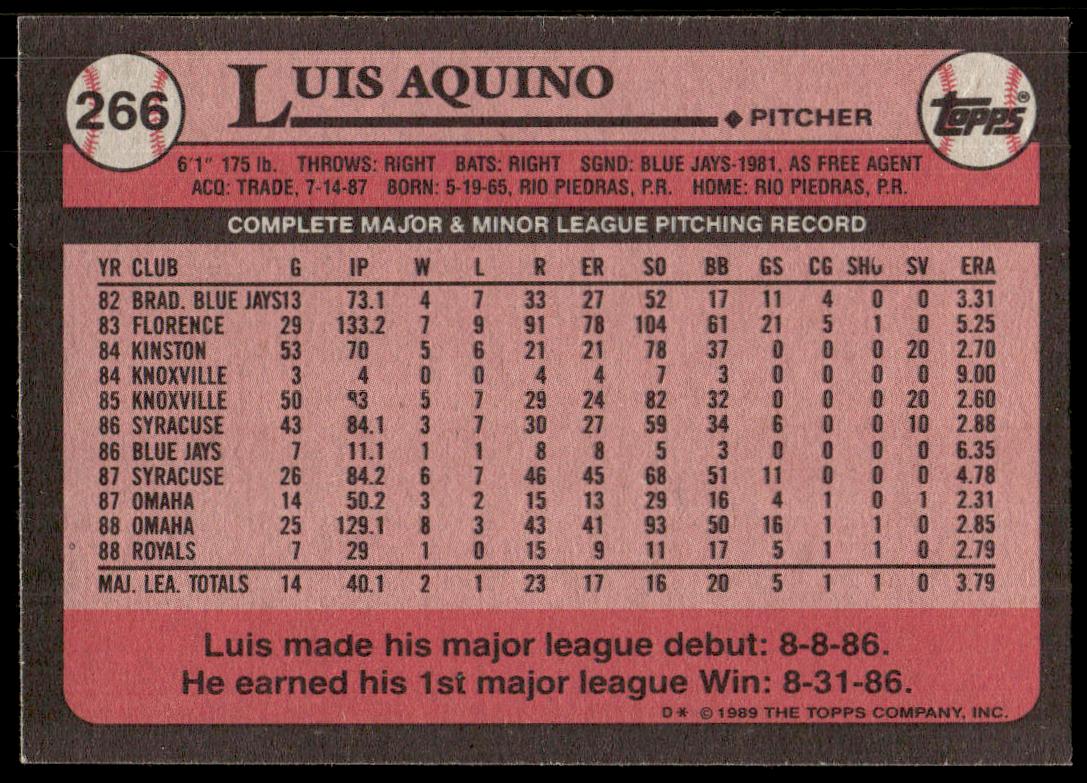 266
LUIS AQUINO
◆ PITCHER
Topps®
6'1" 175 lb. THROWS: RIGHT BATS: RIGHT SGND: BLUE JAYS-1981, AS FREE AGENT
ACQ: TRADE, 7-14-87 BORN: 5-19-65, RIO PIEDRAS, P.R. HOME: RIO PIEDRAS, P.R.
COMPLETE MAJOR & MINOR LEAGUE PITCHING RECORD
YR CLUB G IP W L R ER SO BB GS CG SHO SV ERA
82 BRAD. BLUE JAYS 13 73.1 4 7 33 27 52 17 11 4 0 0 3.31
83 FLORENCE 29 133.2 7 9 91 78 104 61 21 5 1 0 5.25
84 KINSTON 53 70 5 6 21 21 78 37 0 0 0 20 2.70
84 KNOXVILLE 3 4 0 0 4 4 7 3 0 0 0 0 9.00
85 KNOXVILLE 50 93 5 7 29 24 82 32 0 0 0 20 2.60
86 SYRACUSE 43 84.1 3 7 30 27 59 34 6 0 0 10 2.88
86 BLUE JAYS 7 11.1 1 1 8 8 5 3 0 0 0 0 6.35
87 SYRACUSE 26 84.2 6 7 46 45 68 51 11 0 0 0 4.78
87 OMAHA 14 50.2 3 2 15 13 29 16 4 1 0 1 2.31
88 OMAHA 25 129.1 8 3 43 41 93 50 16 1 1 0 2.85
88 ROYALS 7 29 1 0 15 9 11 17 5 1 1 0 2.79
MAJ. LEA. TOTALS 14 40.1 2 1 23 17 16 20 5 1 1 0 3.79
Luis made his major league debut: 8-8-86.
He earned his 1st major league Win: 8-31-86.
D* © 1989 THE TOPPS COMPANY, INC.